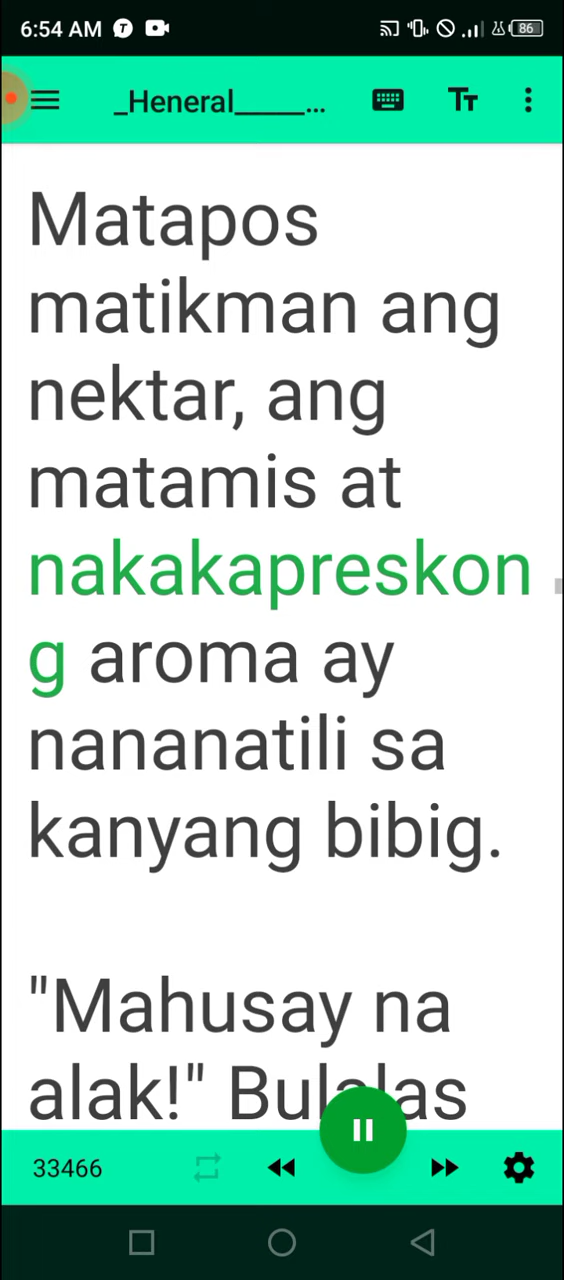 6:54 AM
86
_Heneral_____...
Tт
Matapos
matikman ang
nektar, ang
matamis at
nakakapreskon
g aroma ay
nananatili sa
kanyang bibig.
"Mahusay na
alak!" Bulalas
33466